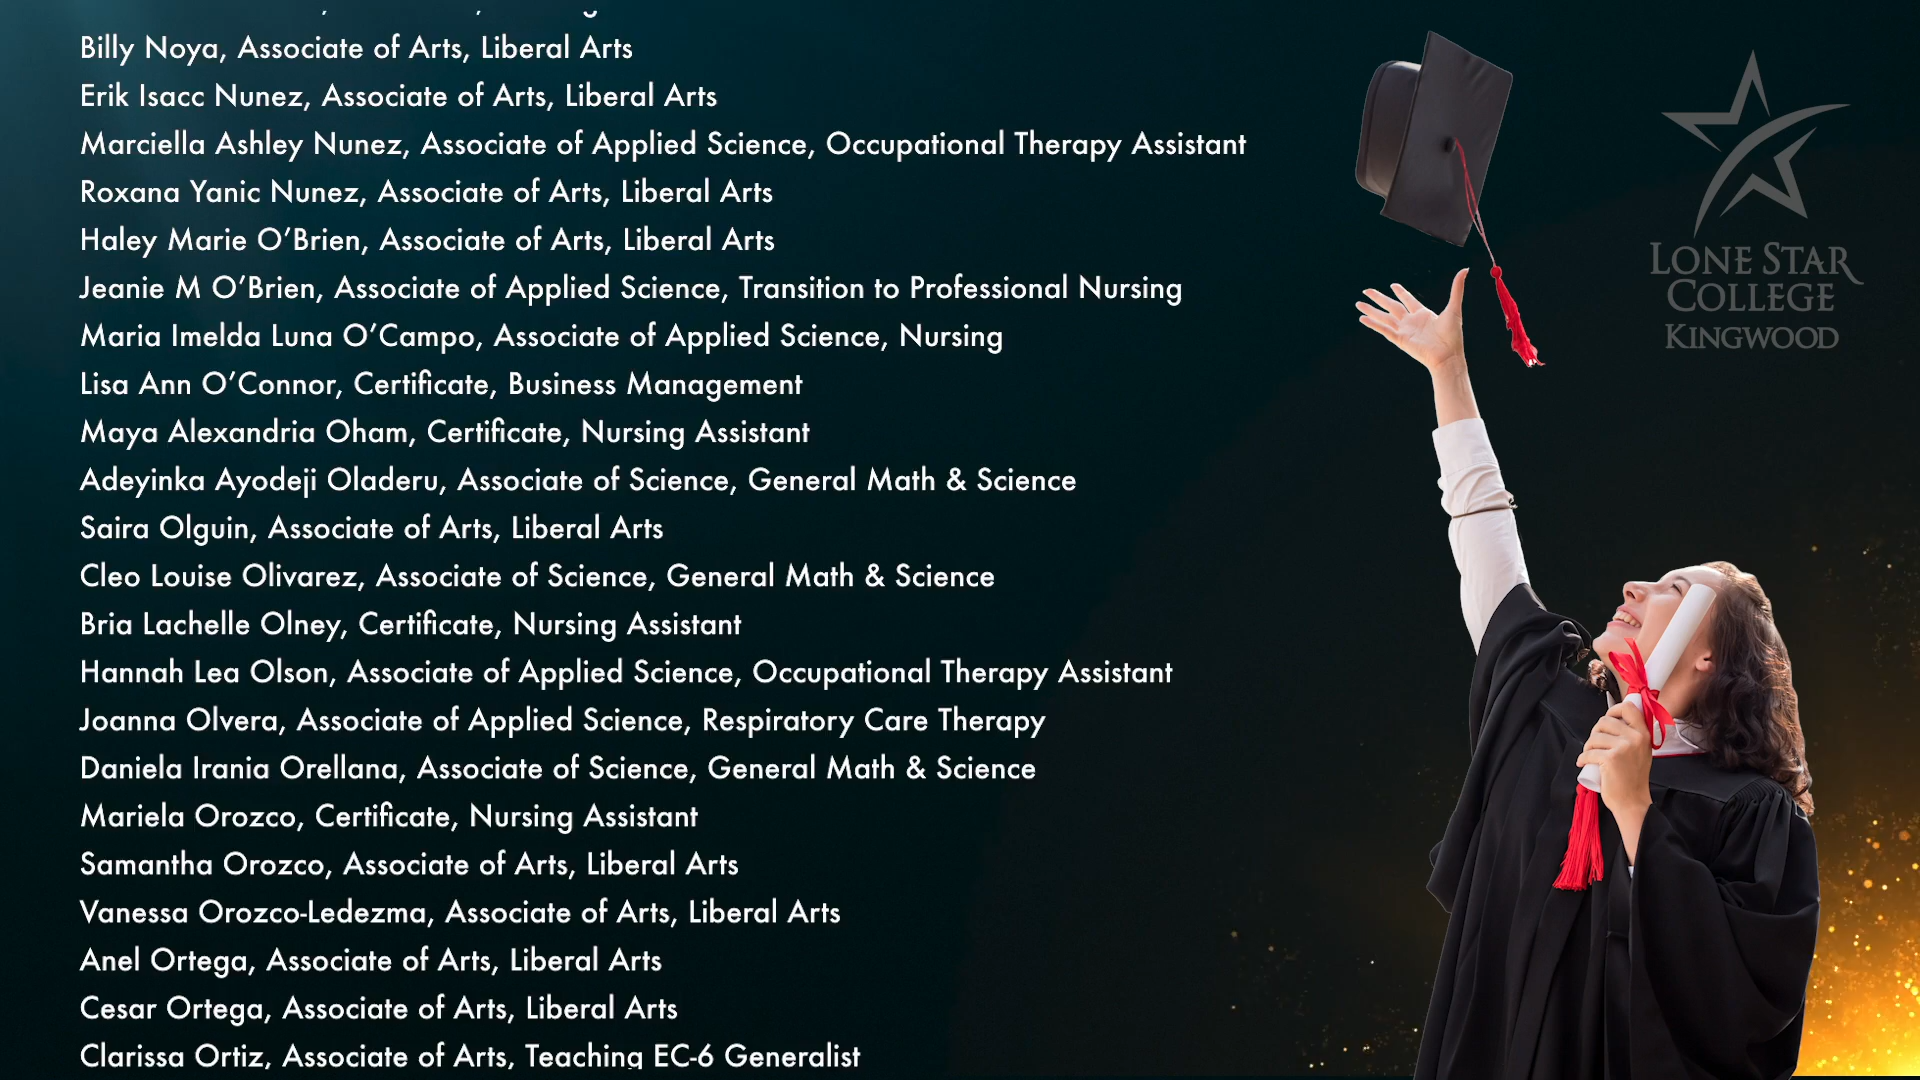 Billy Noya, Associate of Arts, Liberal Arts
Erik Isacc Nunez, Associate of Arts, Liberal Arts
Marciella Ashley Nunez, Associate of Applied Science, Occupational Therapy Assistant
Roxana Yanic Nunez, Associate of Arts, Liberal Arts
Haley Marie O’Brien, Associate of Arts, Liberal Arts
Jeanie M O’Brien, Associate of Applied Science, Transition to Professional Nursing
Maria Imelda Luna O’Campo, Associate of Applied Science, Nursing
Lisa Ann O’Connor, Certificate, Business Management
Maya Alexandria Oham, Certificate, Nursing Assistant
Adeyinka Ayodeji Oladeru, Associate of Science, General Math & Science
Saira Olguin, Associate of Arts, Liberal Arts
Cleo Louise Olivarez, Associate of Science, General Math & Science
Bria Lachelle Olney, Certificate, Nursing Assistant
Hannah Lea Olson, Associate of Applied Science, Occupational Therapy Assistant
Joanna Olvera, Associate of Applied Science, Respiratory Care Therapy
Daniela Irania Orellana, Associate of Science, General Math & Science
Mariela Orozco, Certificate, Nursing Assistant
Samantha Orozco, Associate of Arts, Liberal Arts
Vanessa Orozco-Ledezma, Associate of Arts, Liberal Arts
Anel Ortega, Associate of Arts, Liberal Arts
Cesar Ortega, Associate of Arts, Liberal Arts
Clarissa Ortiz, Associate of Arts, Teaching EC-6 Generalist
LONE STAR
COLLEGE
KINGWOOD